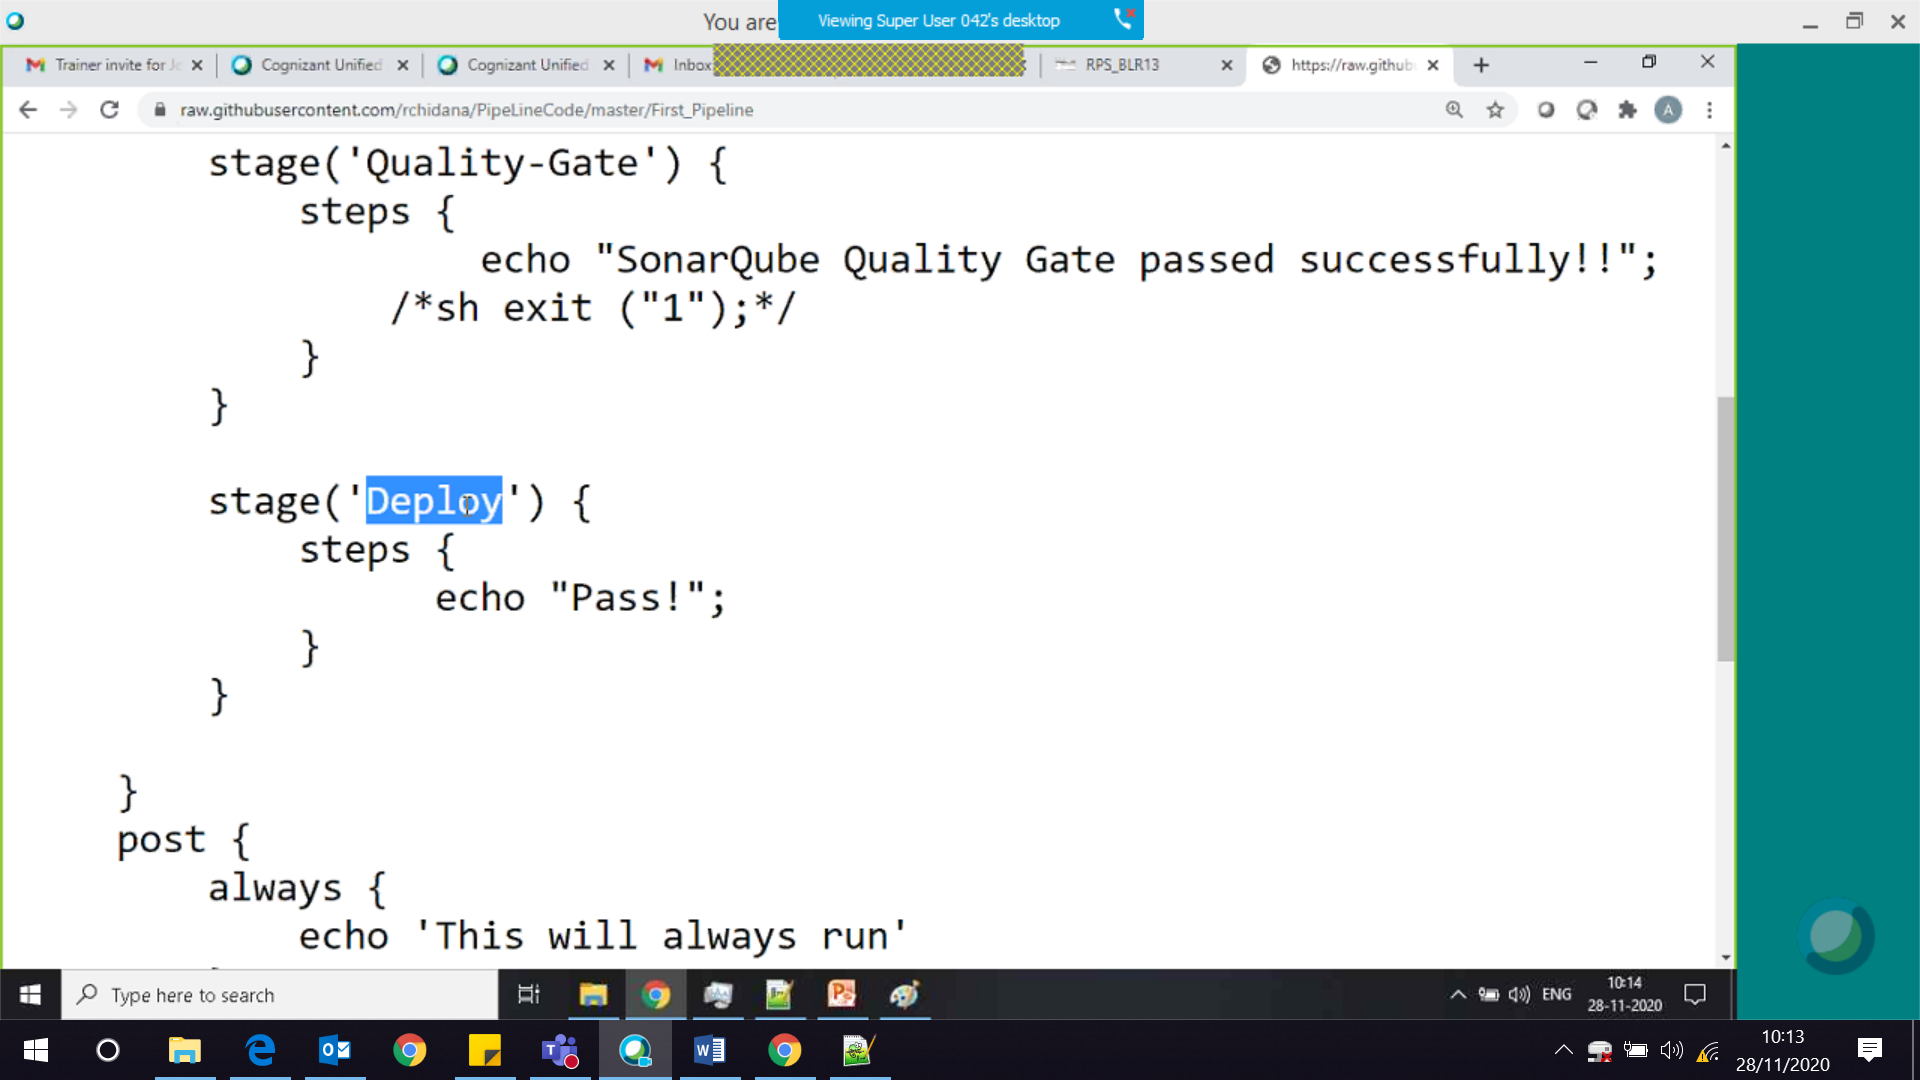 You are
Viewing Super User 042's desktop
Trainer invite for Je
Cognizant Unified
Cognizant Unified
Inbox
RPS_BLR13
https://raw.github
raw.githubusercontent.com/rchidana/PipeLineCode/master/First_Pipeline
A
stage('Quality-Gate') {
steps {
echo "SonarQube Quality Gate passed successfully!!";
/*sh exit ("1");*/
}
}
stage('Deploy') {
steps {
echo "Pass!";
}
}
}
post {
always {
echo 'This will always run'
Type here to search
ENG
10:14
28-11-2020
10:13
28/11/2020